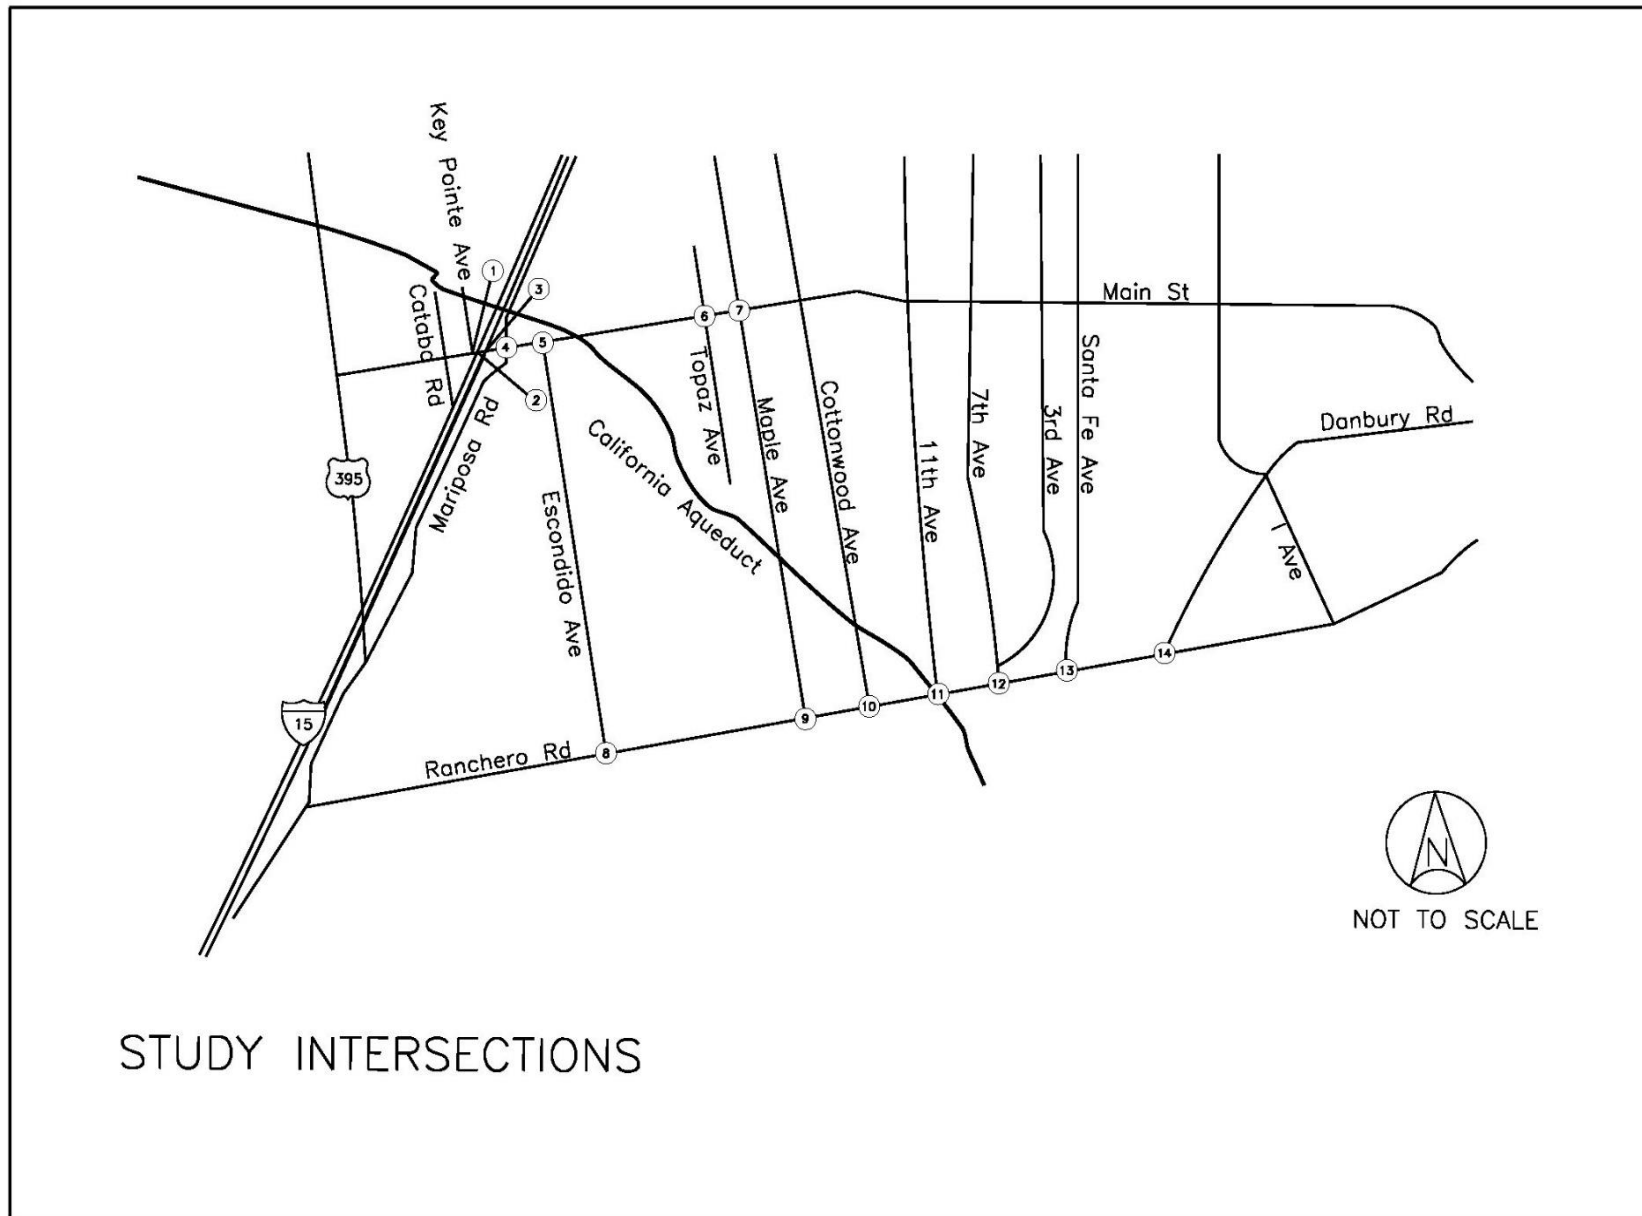 Key Pointe Ave
1
3
Cataba Rd
4
5
6
7
Main St
2
Topaz Ave
Mariposa Rd
Maple Ave
Cottonwood Ave
11th Ave
7th Ave
3rd Ave
Santa Fe Ave
Danbury Rd
395
California Aqueduct
Escondido Ave
I Ave
15
Ranchero Rd
8
9
10
11
12
13
14
N
NOT TO SCALE
STUDY INTERSECTIONS